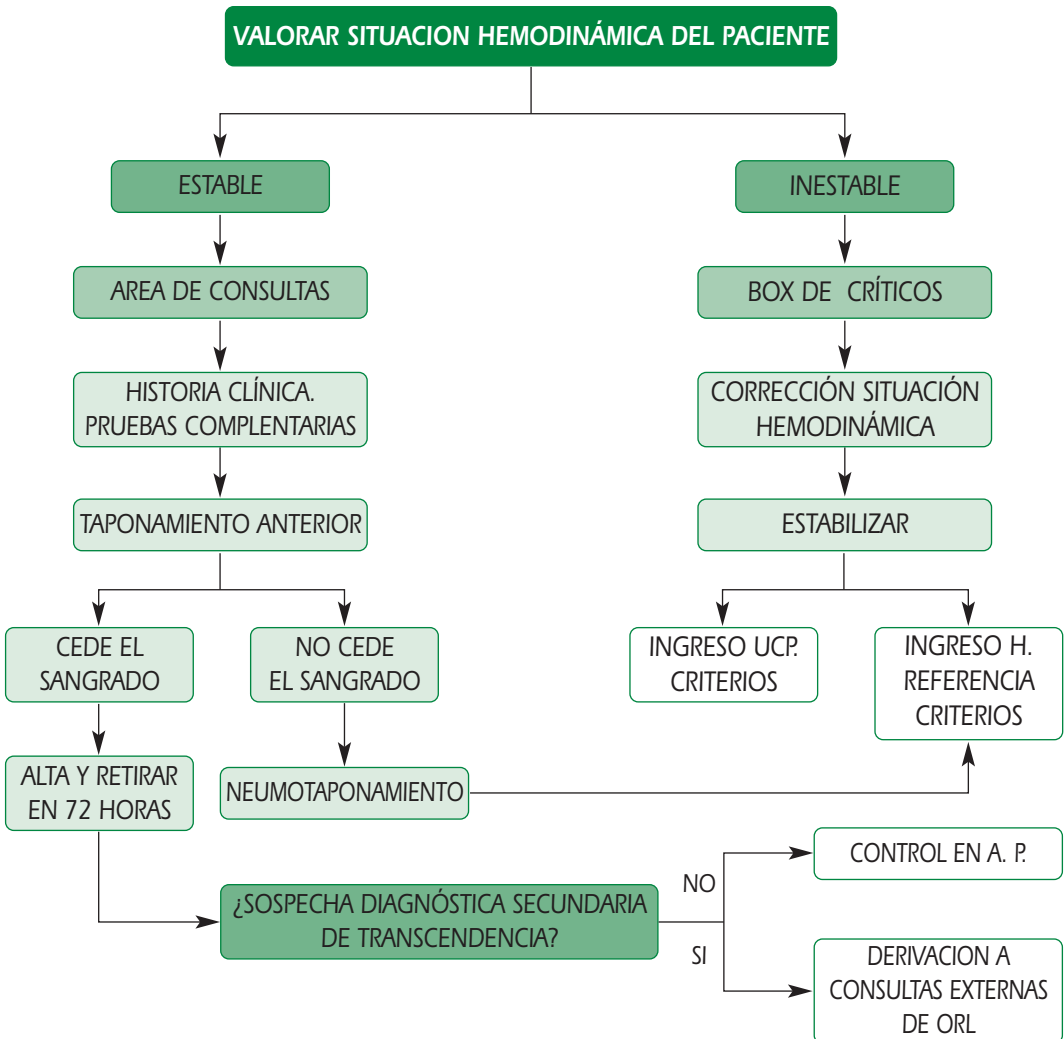 VALORAR SITUACION HEMODINÁMICA DEL PACIENTE
ESTABLE
INESTABLE
AREA DE CONSULTAS
BOX DE CRÍTICOS
HISTORIA CLÍNICA.
PRUEBAS COMPLENTARIAS
CORRECCIÓN SITUACIÓN
HEMODINÁMICA
TAPONAMIENTO ANTERIOR
ESTABILIZAR
CEDE EL
SANGRADO
NO CEDE
EL SANGRADO
INGRESO UCP.
CRITERIOS
INGRESO H.
REFERENCIA
CRITERIOS
ALTA Y RETIRAR
EN 72 HORAS
NEUMOTAPONAMIENTO
¿SOSPECHA DIAGNÓSTICA SECUNDARIA
DE TRANSCENDENCIA?
NO
CONTROL EN A. P.
SI
DERIVACION A
CONSULTAS EXTERNAS
DE ORL